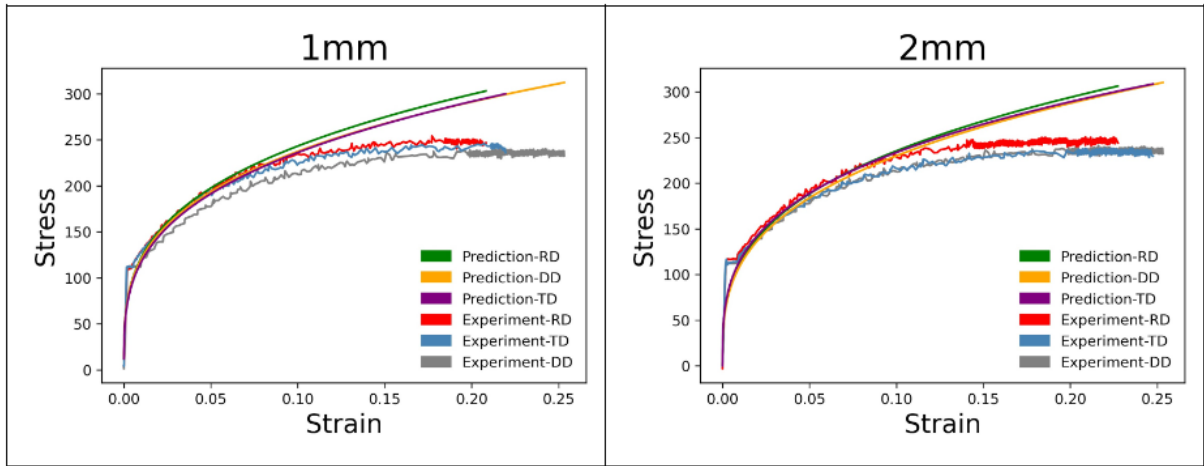 1mm
300
250
200
150
100
50
0
Stress
Prediction-RD
Prediction-DD
Prediction-TD
Experiment-RD
Experiment-TD
Experiment-DD
0.00 0.05 0.10 0.15 0.20 0.25
Strain
2mm
300
250
200
150
100
50
0
Stress
Prediction-RD
Prediction-DD
Prediction-TD
Experiment-RD
Experiment-TD
Experiment-DD
0.00 0.05 0.10 0.15 0.20 0.25
Strain